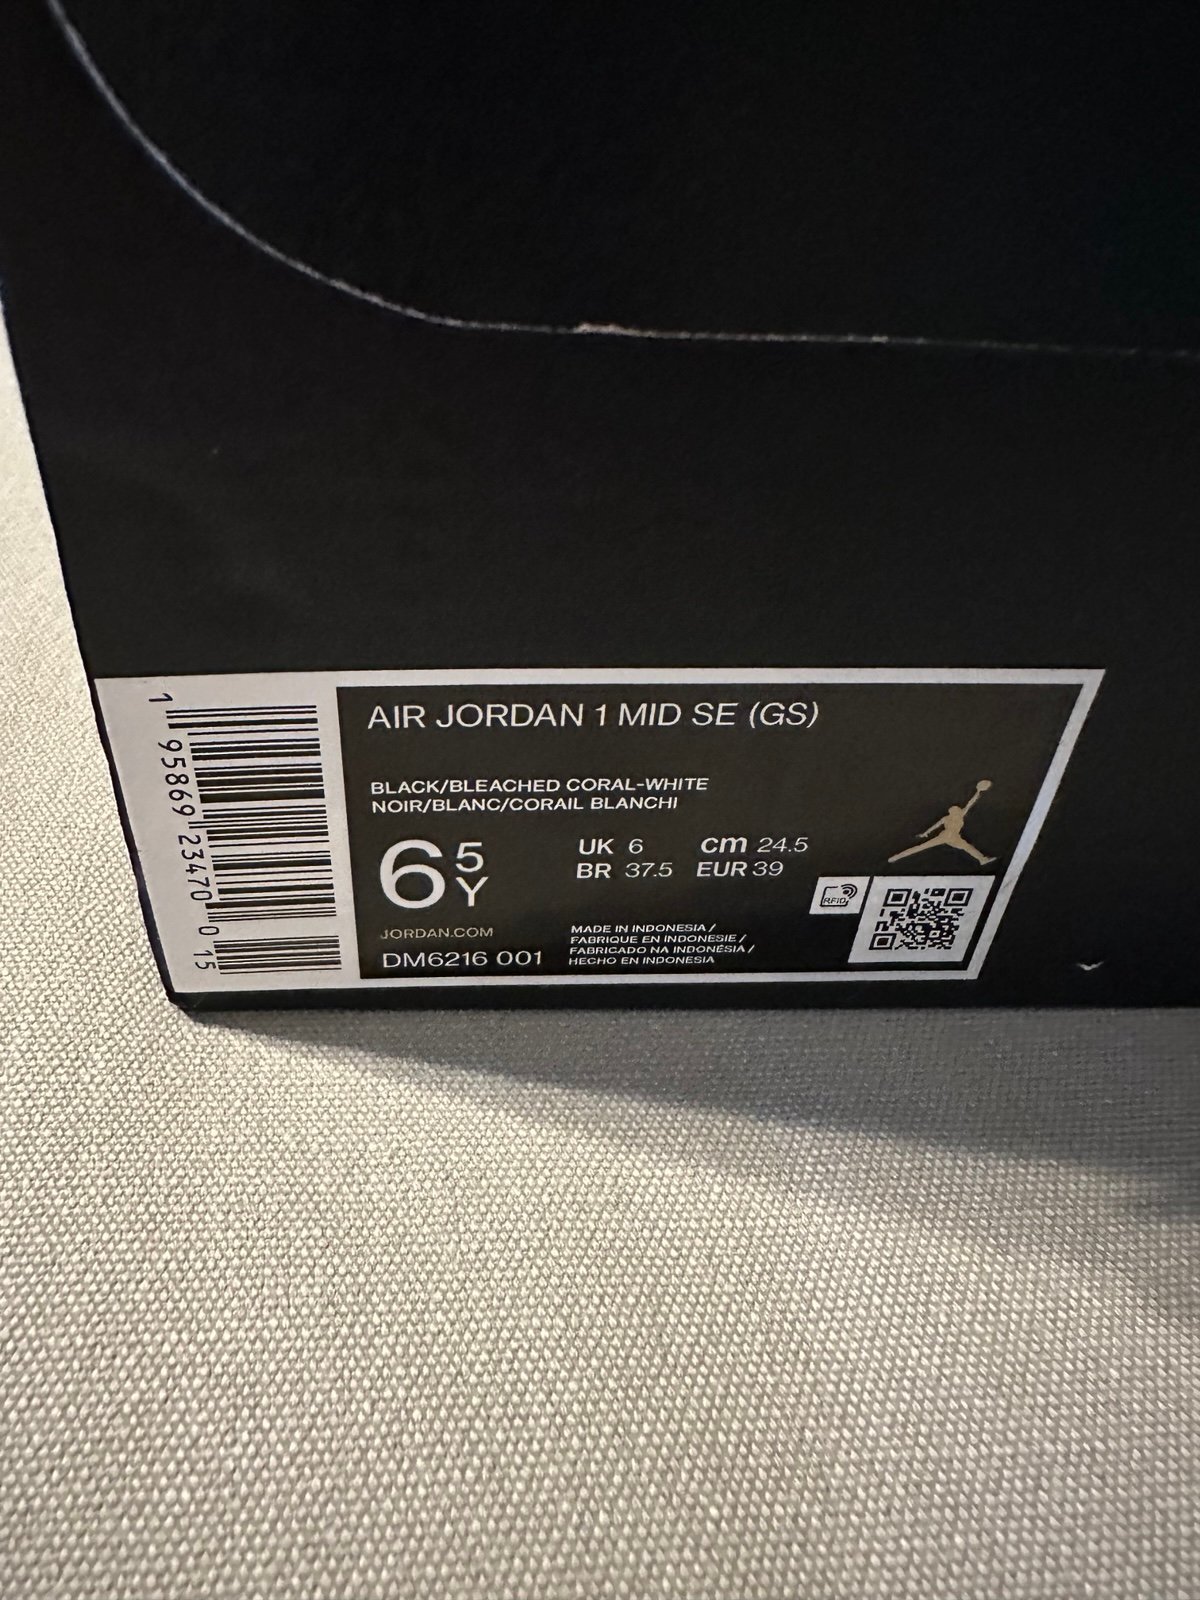 AIR JORDAN 1 MID SE (GS)
BLACK/BLEACHED CORAL-WHITE
NOIR/BLANC/CORAIL BLANCHI
6 5 Y
UK 6 cm 24.5
BR 37.5 EUR 39
JORDAN.COM
DM6216 001
MADE IN INDONESIA /
FABRIQUE EN INDONESIE /
FABRICADO NA INDONÉSIA /
HECHO EN INDONESIA
RFID
1 95869 23470 0 15